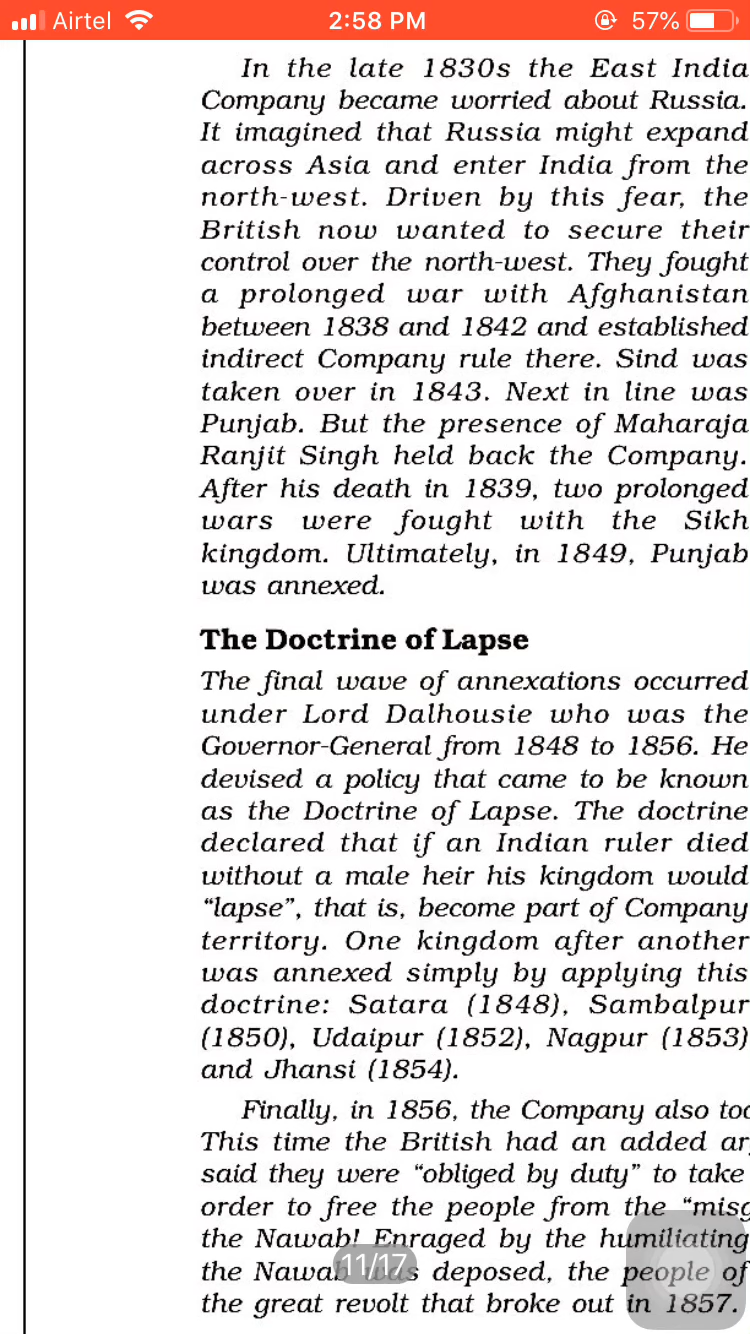 Airtel 2:58 PM 57%
In the late 1830s the East India
Company became worried about Russia.
It imagined that Russia might expand
across Asia and enter India from the
north-west. Driven by this fear, the
British now wanted to secure their
control over the north-west. They fought
a prolonged war with Afghanistan
between 1838 and 1842 and established
indirect Company rule there. Sind was
taken over in 1843. Next in line was
Punjab. But the presence of Maharaja
Ranjit Singh held back the Company.
After his death in 1839, two prolonged
wars were fought with the Sikh
kingdom. Ultimately, in 1849, Punjab
was annexed.
The Doctrine of Lapse
The final wave of annexations occurred
under Lord Dalhousie who was the
Governor-General from 1848 to 1856. He
devised a policy that came to be known
as the Doctrine of Lapse. The doctrine
declared that if an Indian ruler died
without a male heir his kingdom would
“lapse”, that is, become part of Company
territory. One kingdom after another
was annexed simply by applying this
doctrine: Satara (1848), Sambalpur
(1850), Udaipur (1852), Nagpur (1853)
and Jhansi (1854).
Finally, in 1856, the Company also
This time the British had an added
said they were “obliged by duty” to take
order to free the people from the
the Nawab! Enraged by the humiliating
11/17
the Nawab was deposed, the people of
the great revolt that broke out in 1857.